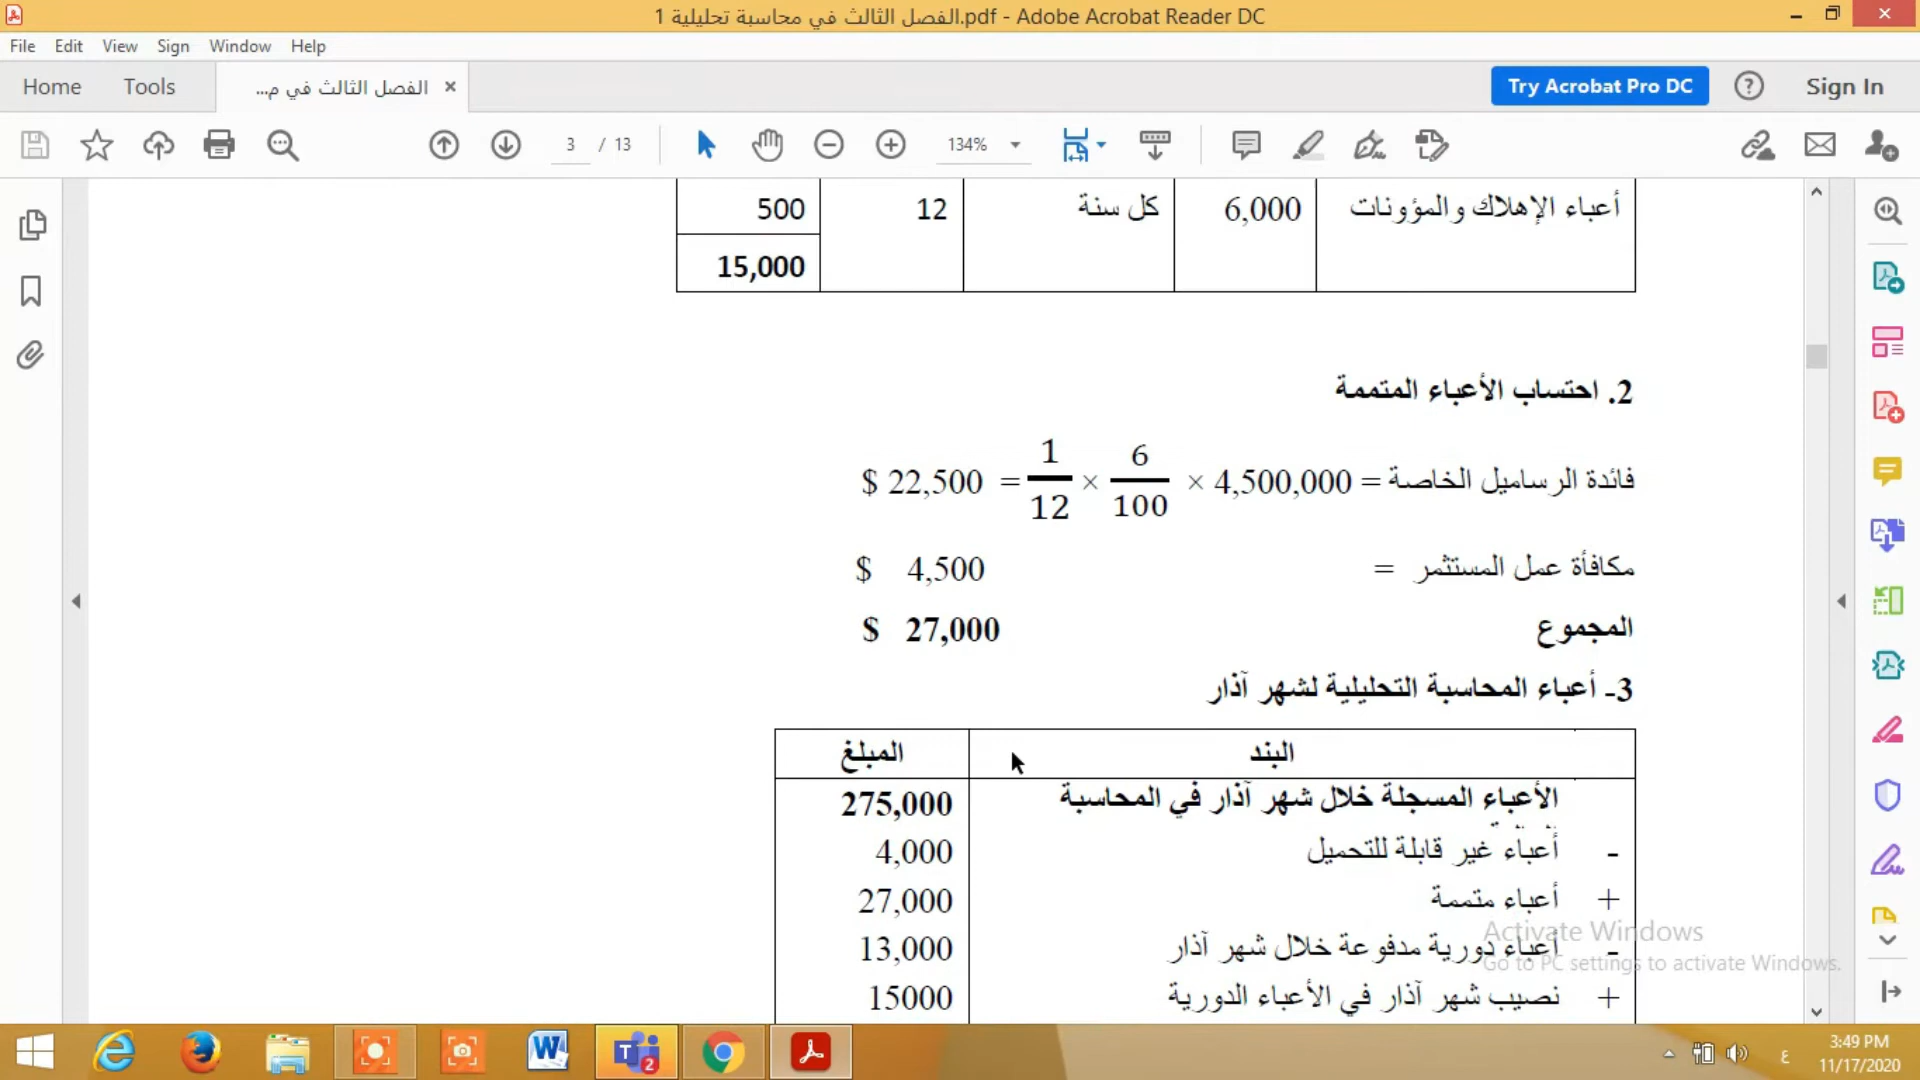 الفصل الثالث في محاسبة تحليلية 1.pdf - Adobe Acrobat Reader DC
File Edit View Sign Window Help
Home Tools الفصل الثالث في م... × Try Acrobat Pro DC ? Sign In
3 / 13 134%
أعباء الإهلاك والمؤونات 6,000 كل سنة 12 500
15,000
2. احتساب الأعباء المتممة
فائدة الرساميل الخاصة = 4,500,000 × 6/100 × 1/12 = 22,500 $
مكافأة عمل المستثمر = 4,500 $
المجموع 27,000 $
3- أعباء المحاسبة التحليلية لشهر آذار
البند المبلغ
الأعباء المسجلة خلال شهر آذار في المحاسبة 275,000
- أعباء غير قابلة للتحميل 4,000
+ أعباء متممة 27,000
- أعباء دورية مدفوعة خلال شهر آذار 13,000
+ نصيب شهر آذار في الأعباء الدورية 15000
Activate Windows
Go to PC settings to activate Windows.
2
ع
3:49 PM
11/17/2020